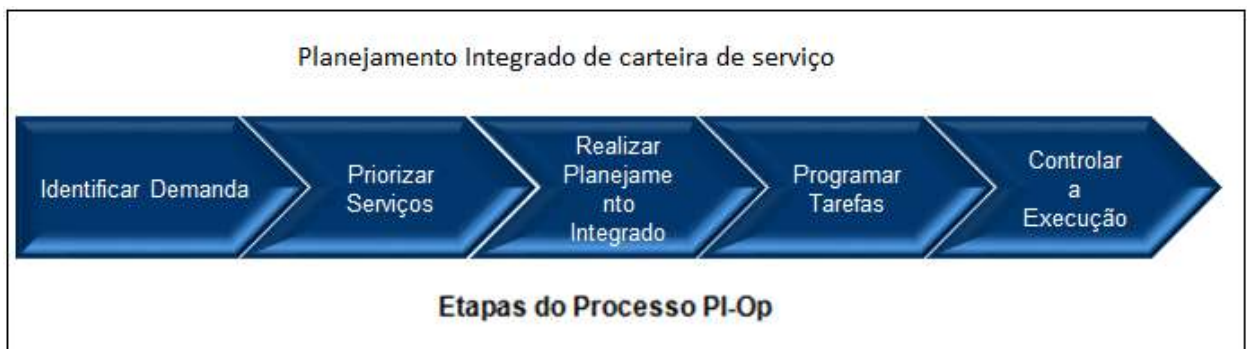 Planejamento Integrado de carteira de serviço
Identificar Demanda
Priorizar
Serviços
Realizar
Planejame
nto
Integrado
Programar
Tarefas
Controlar
a
Execução
Etapas do Processo PI-Op